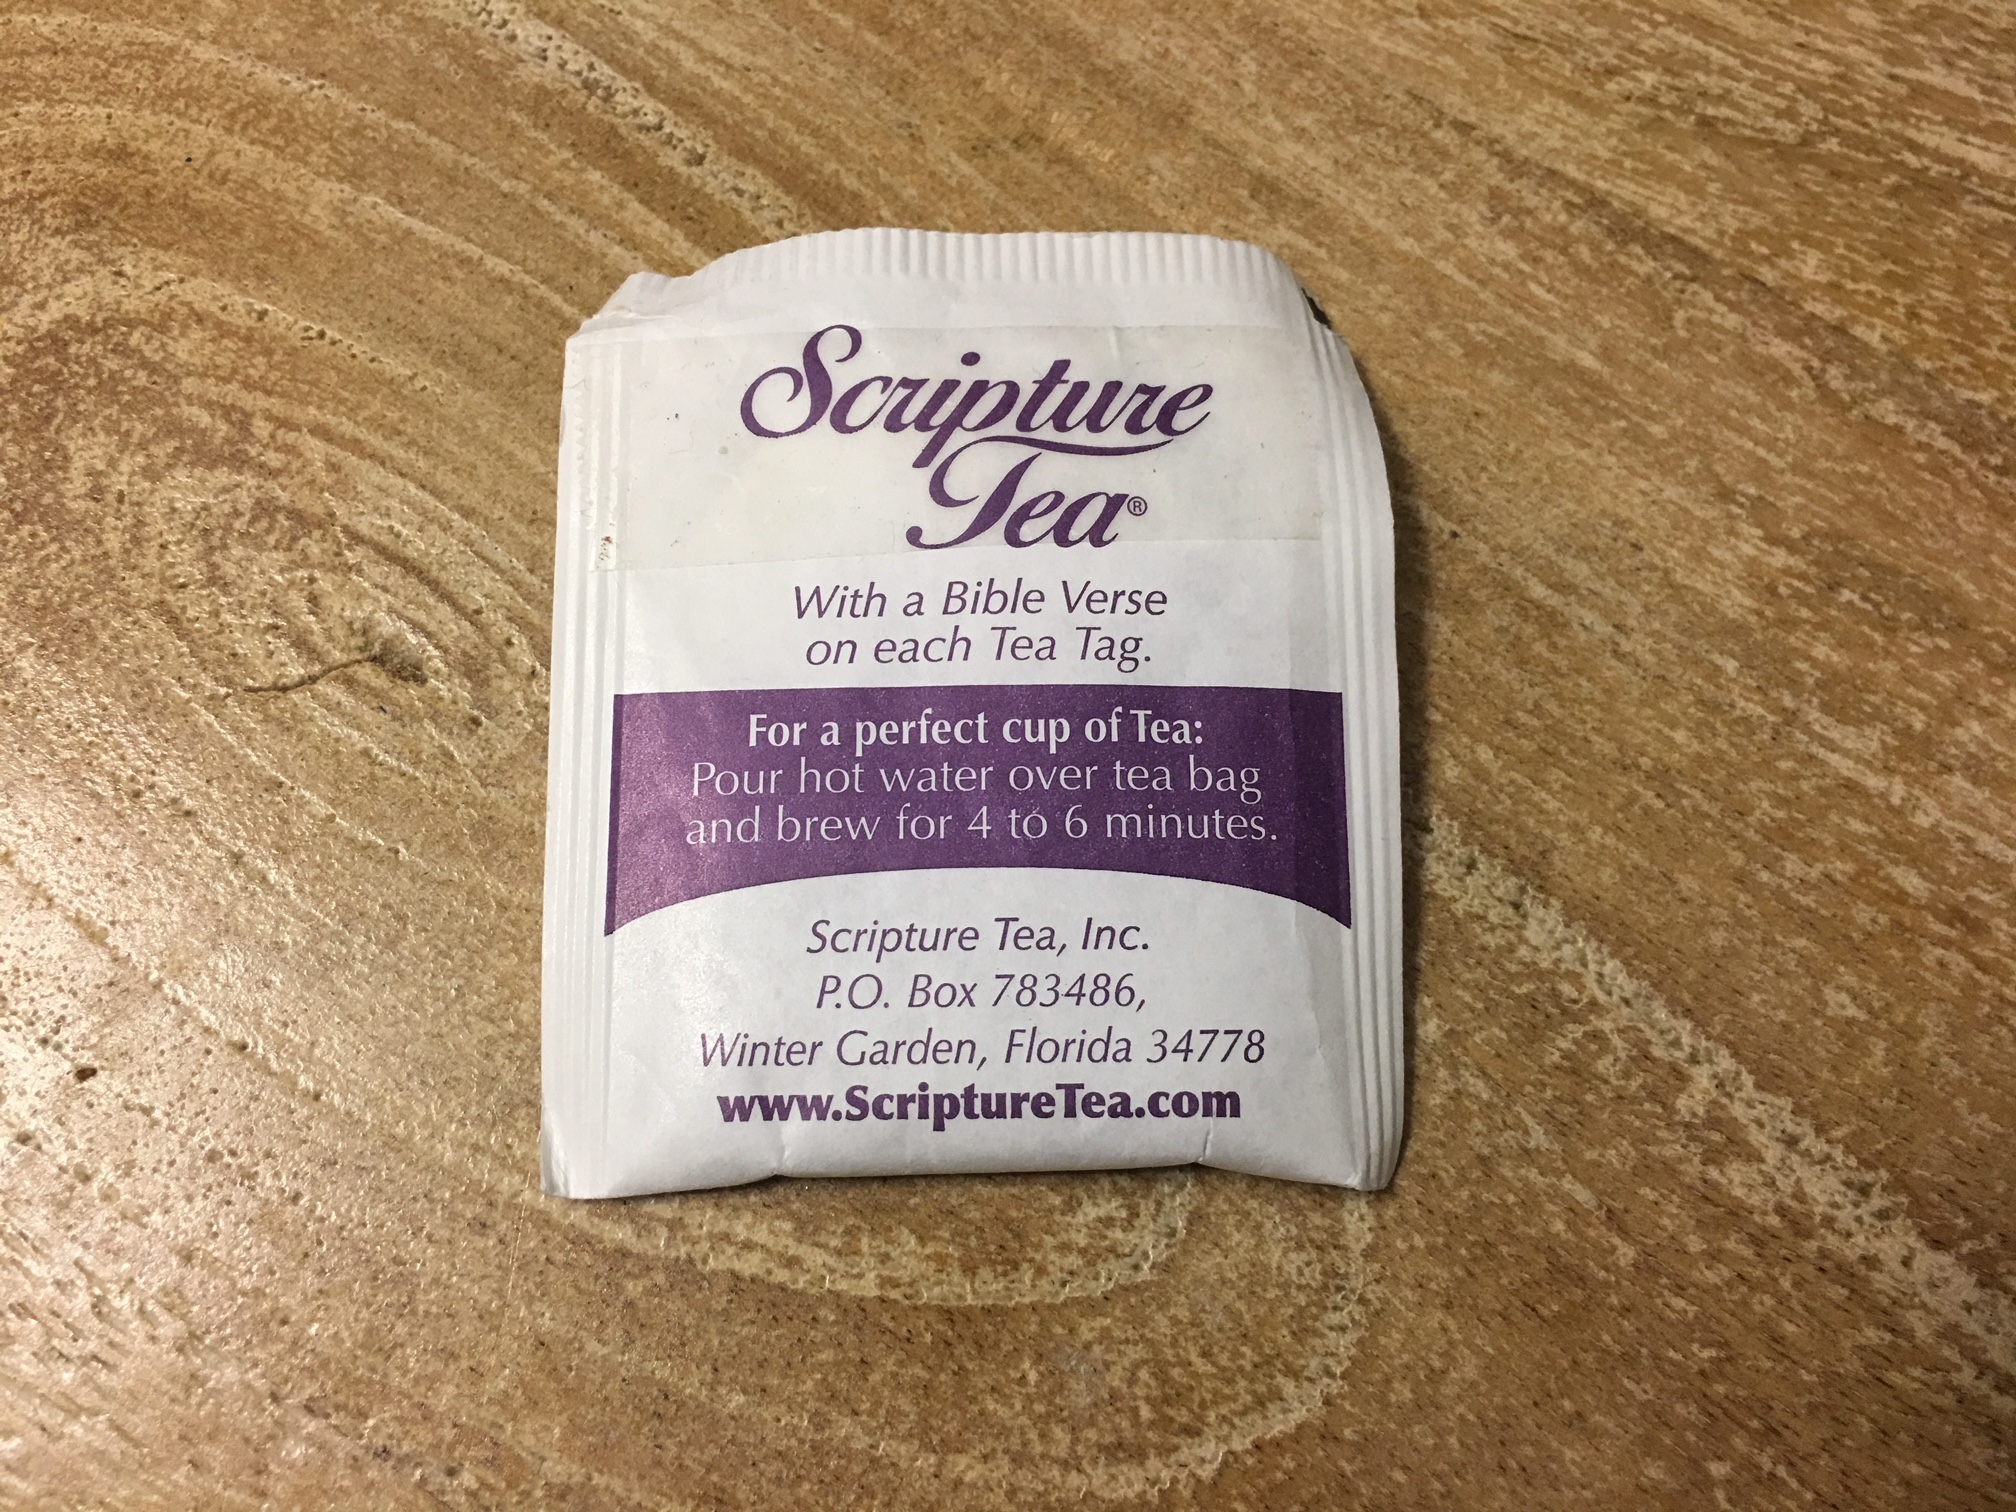 Scripture
Tea®
With a Bible Verse
on each Tea Tag.
For a perfect cup of Tea:
Pour hot water over tea bag
and brew for 4 to 6 minutes.
Scripture Tea, Inc.
P.O. Box 783486,
Winter Garden, Florida 34778
www.ScriptureTea.com